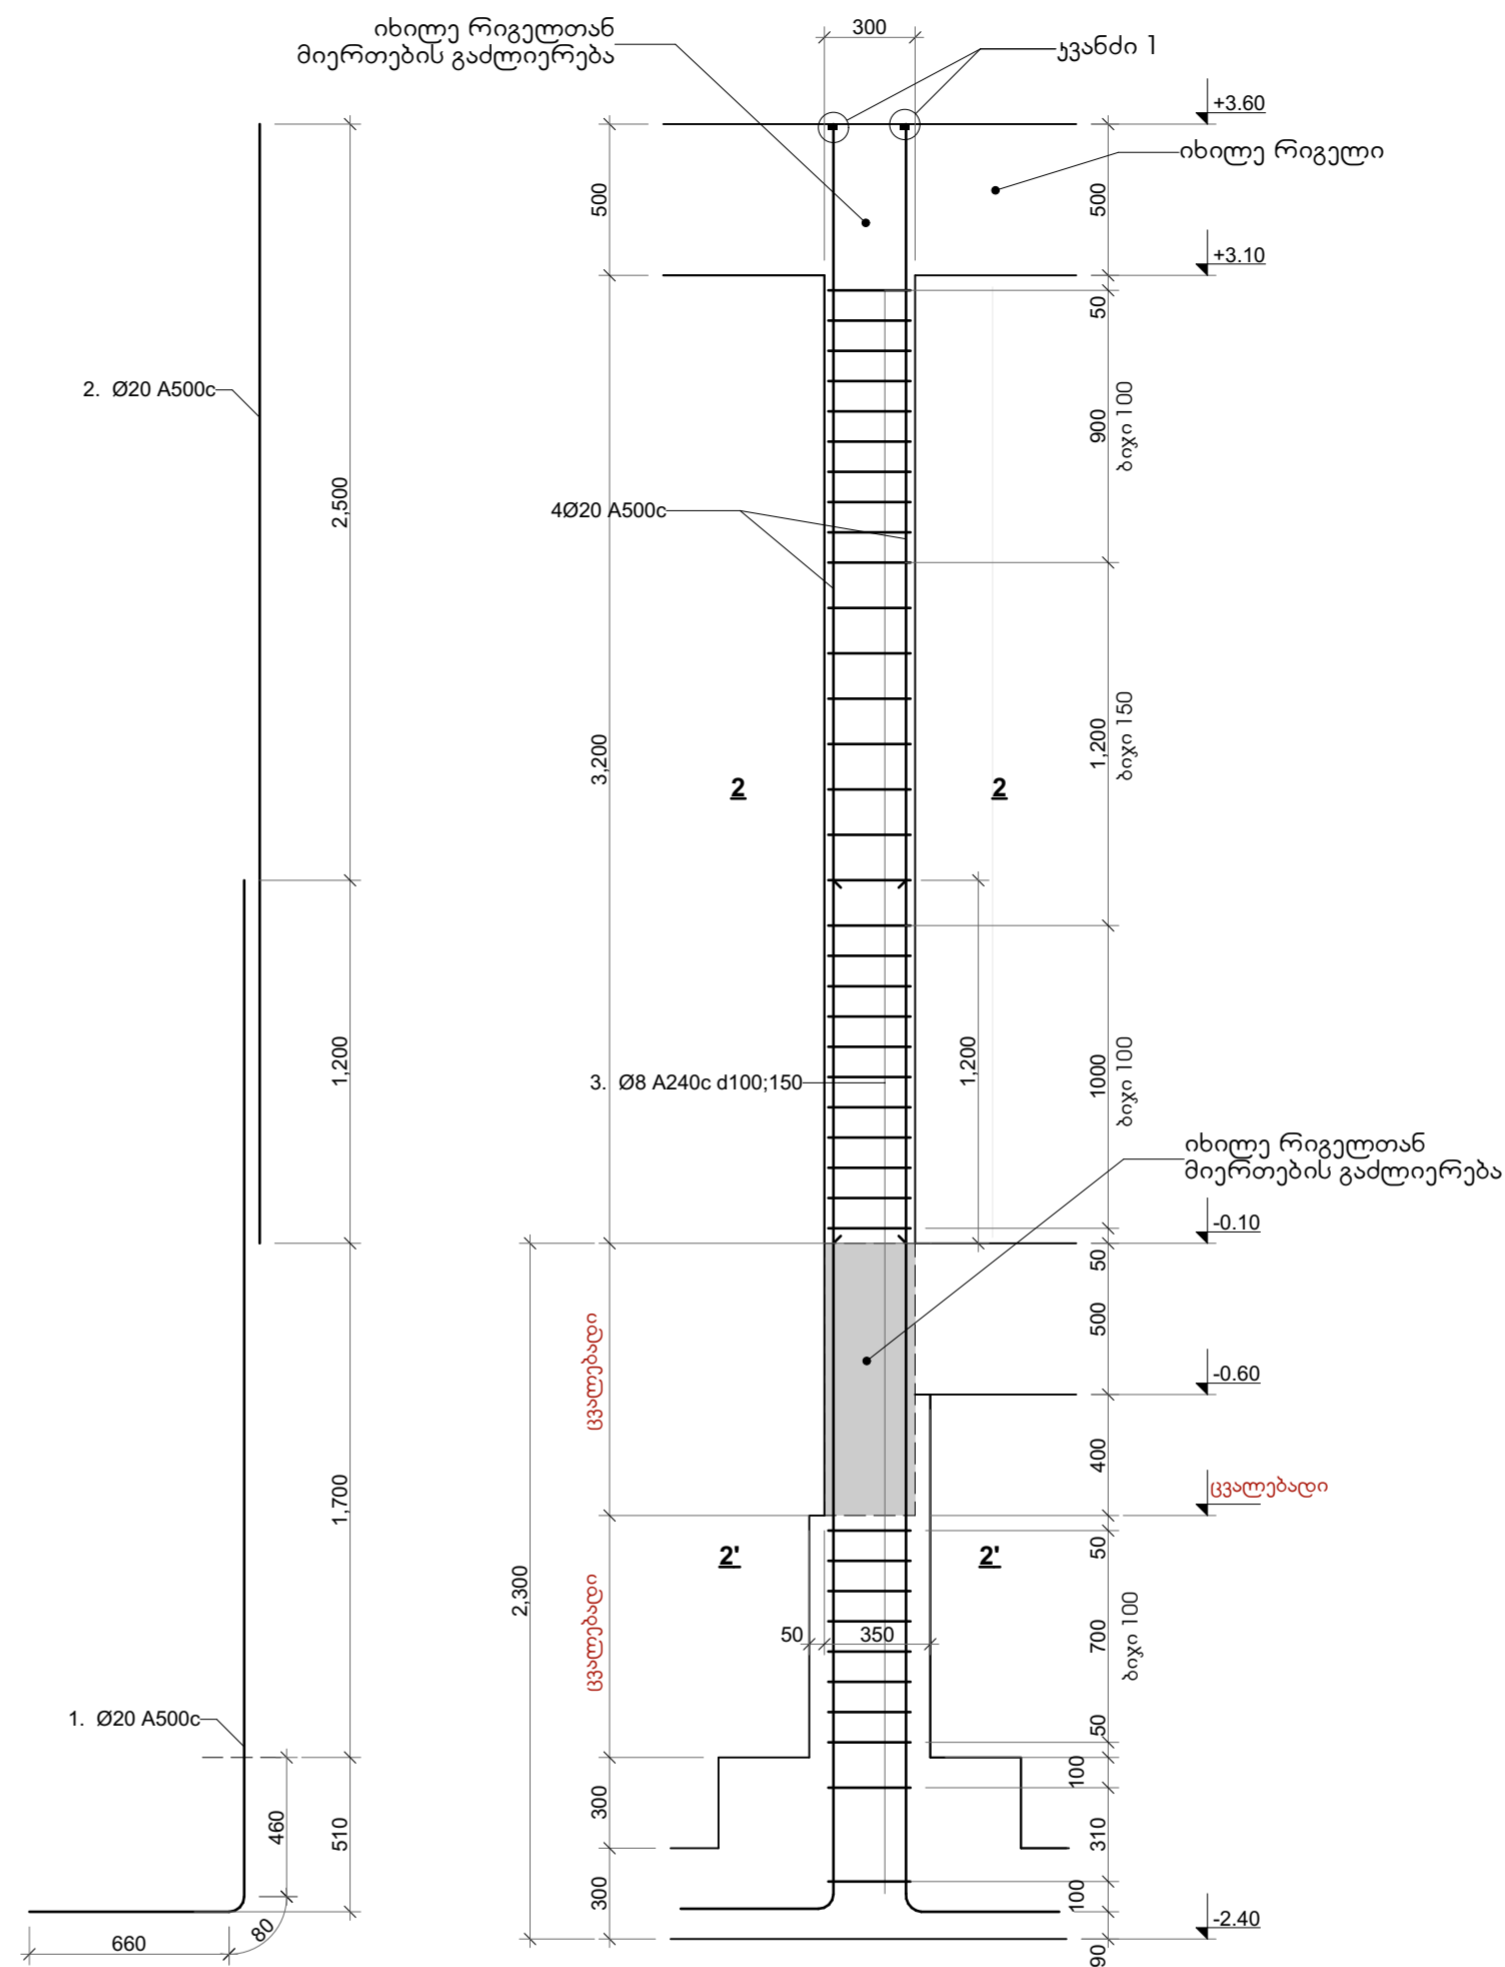 იხილე რიგელთან
მიერთების გაძლიერება
300
კვანძი 1
+3.60
იხილე რიგელი
500
500
+3.10
50
2. Ø20 A500c
900
ბიჯი 100
2,500
4Ø20 A500c
3,200
1,200
ბიჯი 150
2
2
1,200
3. Ø8 A240c d100;150
1,200
1000
ბიჯი 100
იხილე რიგელთან
მიერთების გაძლიერება
-0.10
50
500
ცვალებადი
-0.60
400
ცვალებადი
1,700
2'
2'
50
2,300
ცვალებადი
50
350
700
ბიჯი 100
1. Ø20 A500c
50
100
460
510
300
310
300
100
-2.40
660
80
90